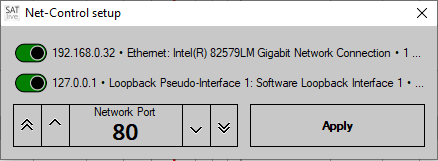 SAT
live.
Net-Control setup
192.168.0.32 • Ethernet: Intel(R) 82579LM Gigabit Network Connection • 1 ...
127.0.0.1 • Loopback Pseudo-Interface 1: Software Loopback Interface 1 • ...
Network Port
80
Apply